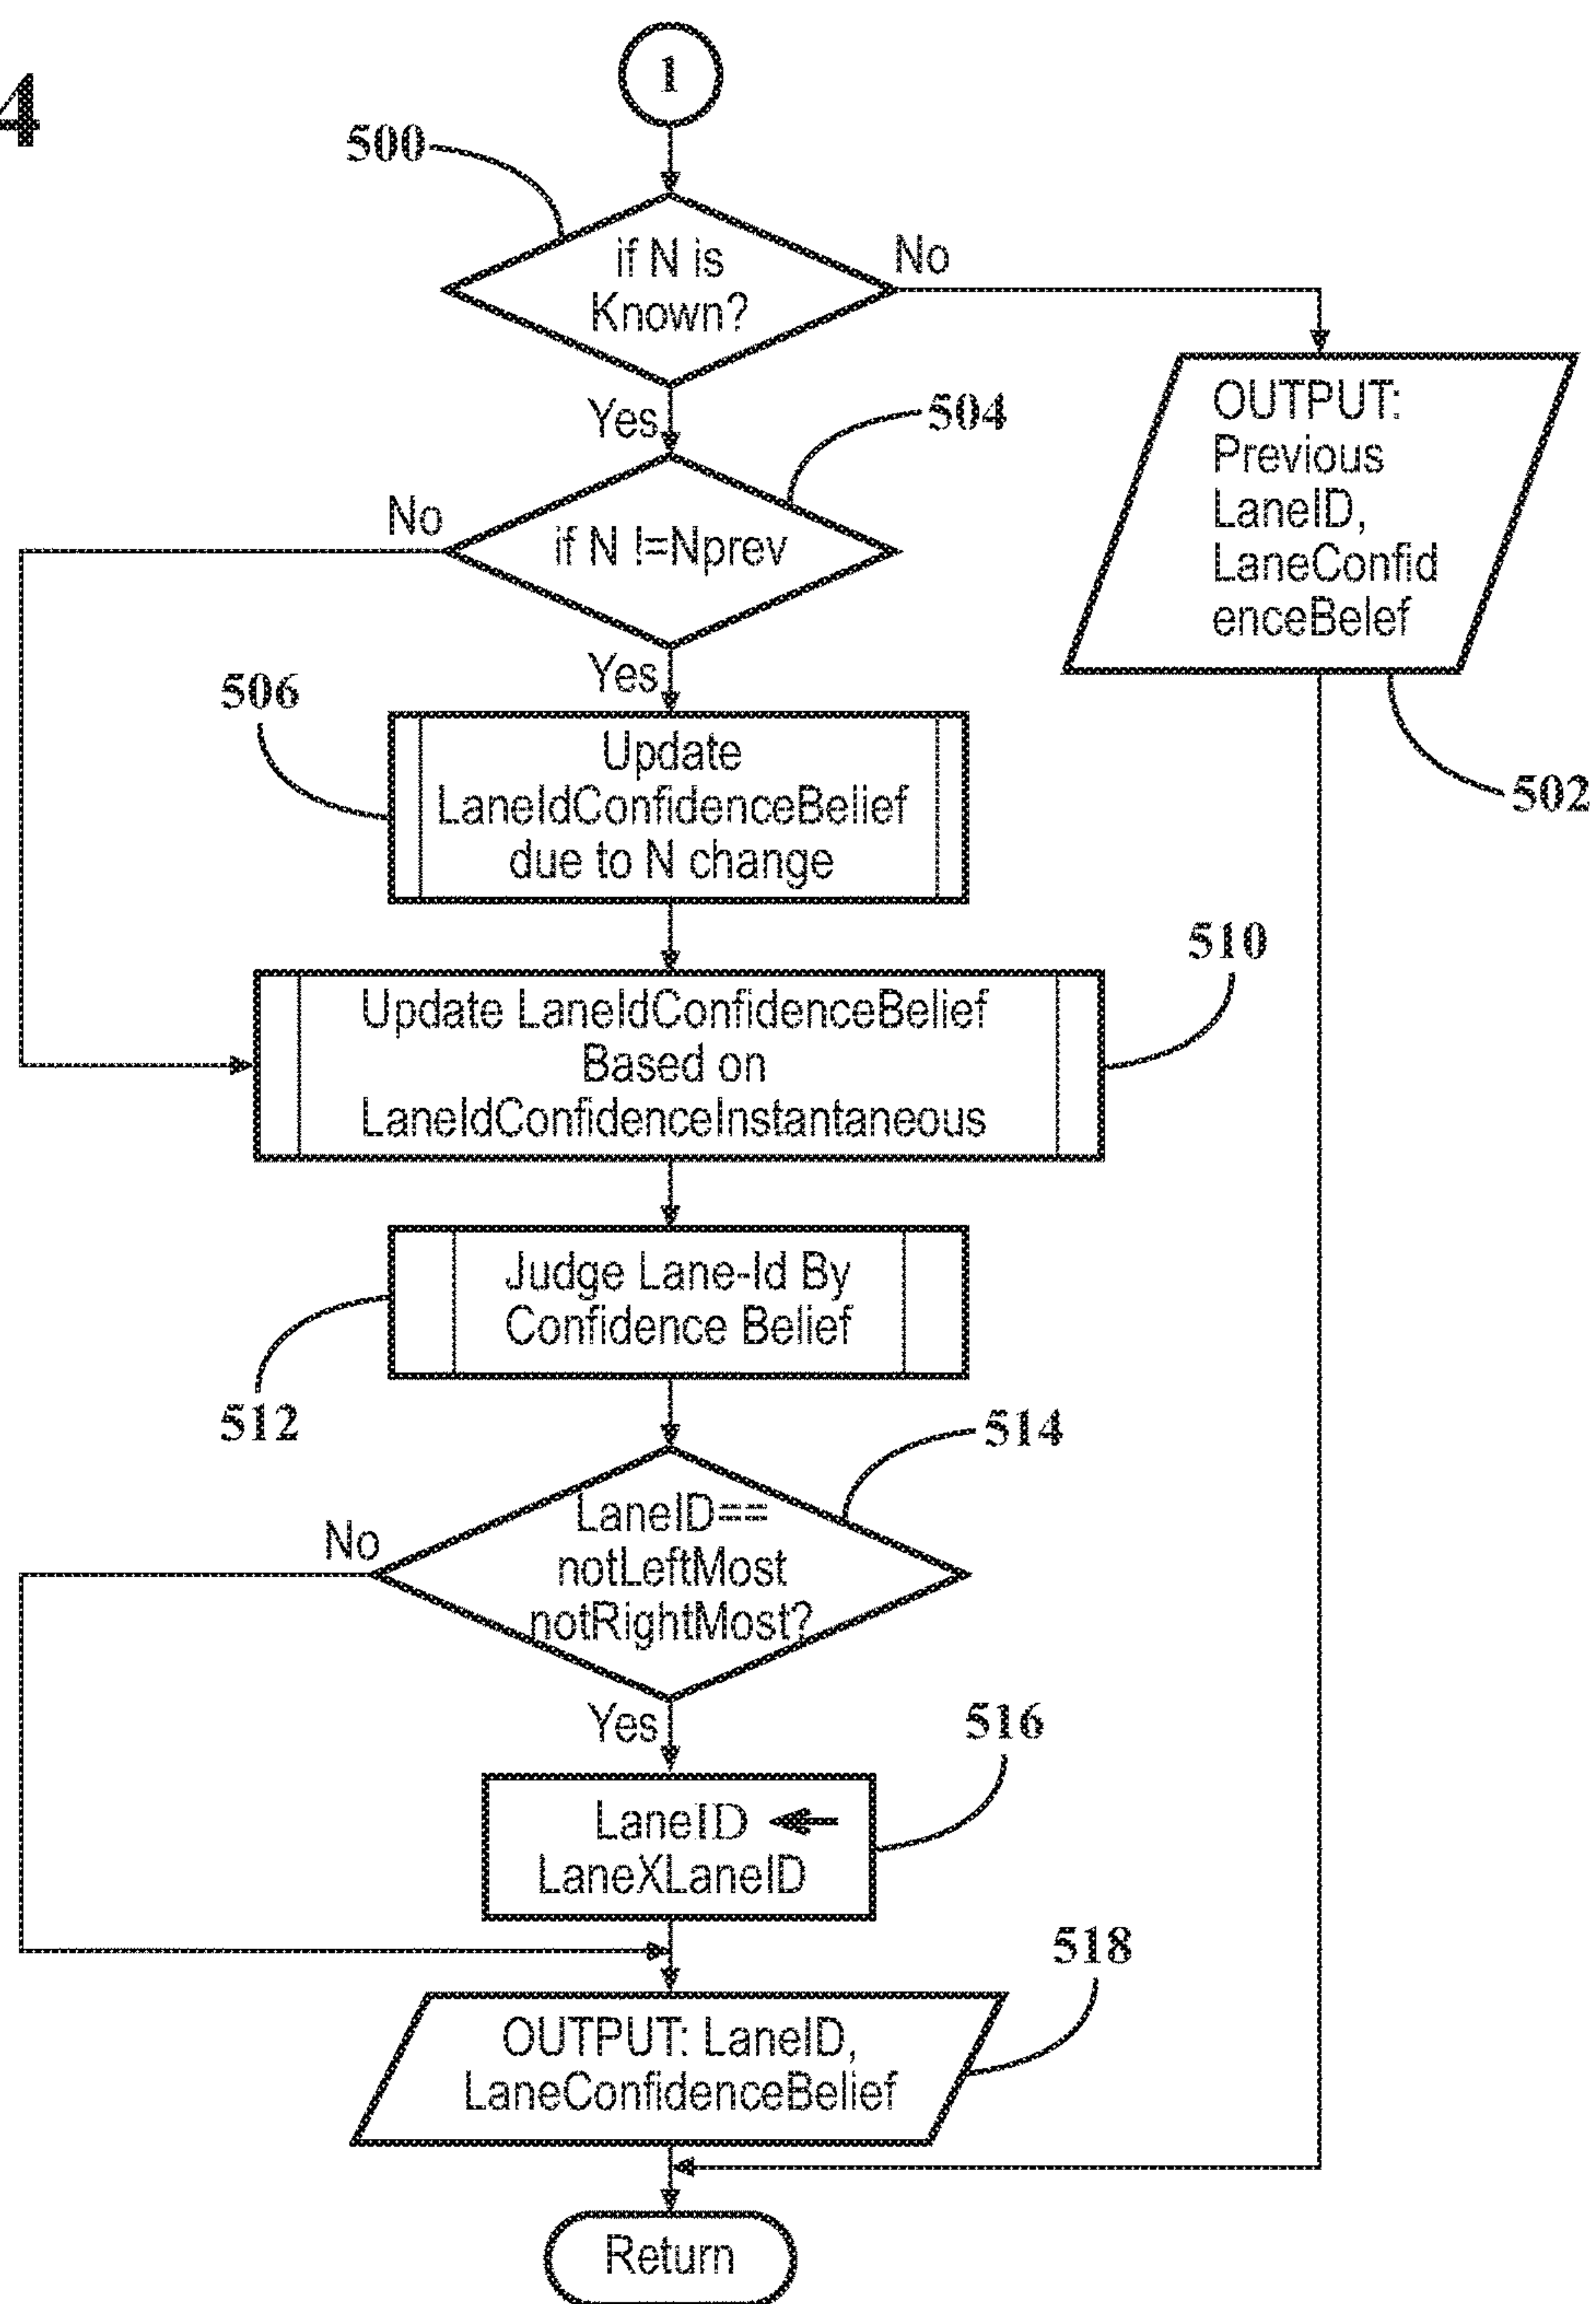 4
1
500
if N is
Known?
No
Yes
504
OUTPUT:
Previous
LaneID,
LaneConfid
enceBelef
502
No
if N !=Nprev
Yes
506
Update
LaneIdConfidenceBelief
due to N change
510
Update LaneIdConfidenceBelief
Based on
LaneIdConfidenceInstantaneous
Judge Lane-Id By
Confidence Belief
512
514
No
LaneID==
notLeftMost
notRightMost?
Yes
516
LaneID ←
LaneXLaneID
518
OUTPUT: LaneID,
LaneConfidenceBelief
Return